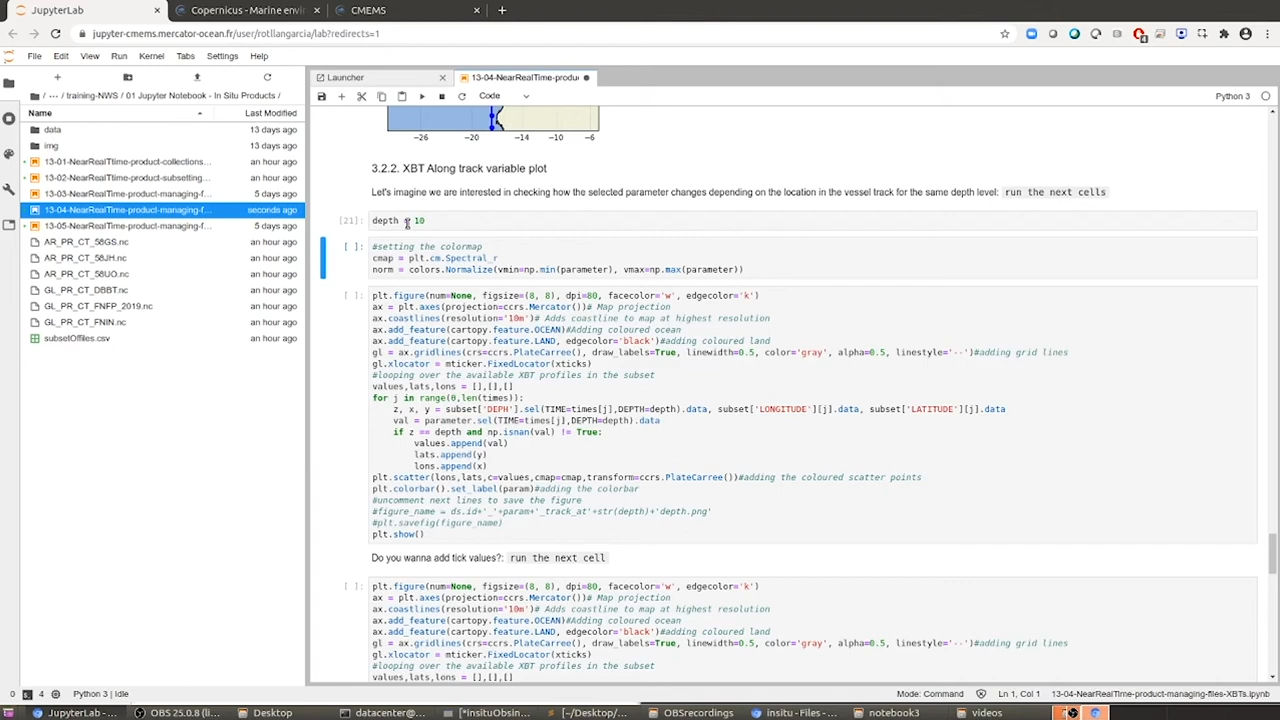 JupyterLab
Copernicus - Marine envi
CMEMS
jupyter-cmems.mercator-ocean.fr/user/rotllangarcia/lab?redirects=1
File Edit View Run Kernel Tabs Settings Help
Launcher
13-04-NearRealTime-produc
/ ··· / training-NWS / 01 Jupyter Notebook - In Situ Products /
Code
Python 3
Name Last Modified
data 13 days ago
img 13 days ago
13-01-NearRealTtime-product-collections... an hour ago
13-02-NearRealTtime-product-subsetting... an hour ago
13-03-NearRealTime-product-managing-f... 5 days ago
13-04-NearRealTime-product-managing-f... seconds ago
13-05-NearRealTime-product-managing-f... 5 days ago
AR_PR_CT_58GS.nc an hour ago
AR_PR_CT_58JH.nc an hour ago
AR_PR_CT_58UO.nc an hour ago
GL_PR_CT_DBBT.nc an hour ago
GL_PR_CT_FNFP_2019.nc an hour ago
GL_PR_CT_FNIN.nc an hour ago
subsetOffiles.csv an hour ago
−26 −20 −14 −10 −6
3.2.2. XBT Along track variable plot
Let's imagine we are interested in checking how the selected parameter changes depending on the location in the vessel track for the same depth level: run the next cells
[21]: depth = 10
[ ]: #setting the colormap
cmap = plt.cm.Spectral_r
norm = colors.Normalize(vmin=np.min(parameter), vmax=np.max(parameter))
[ ]: plt.figure(num=None, figsize=(8, 8), dpi=80, facecolor='w', edgecolor='k')
ax = plt.axes(projection=ccrs.Mercator())# Map projection
ax.coastlines(resolution='10m')# Adds coastline to map at highest resolution
ax.add_feature(cartopy.feature.OCEAN)#Adding coloured ocean
ax.add_feature(cartopy.feature.LAND, edgecolor='black')#adding coloured land
gl = ax.gridlines(crs=ccrs.PlateCarree(), draw_labels=True, linewidth=0.5, color='gray', alpha=0.5, linestyle='--')#adding grid lines
gl.xlocator = mticker.FixedLocator(xticks)
#looping over the available XBT profiles in the subset
values,lats,lons = [],[],[]
for j in range(0,len(times)):
z, x, y = subset['DEPH'].sel(TIME=times[j],DEPTH=depth).data, subset['LONGITUDE'][j].data, subset['LATITUDE'][j].data
val = parameter.sel(TIME=times[j],DEPTH=depth).data
if z == depth and np.isnan(val) != True:
values.append(val)
lats.append(y)
lons.append(x)
plt.scatter(lons,lats,c=values,cmap=cmap,transform=ccrs.PlateCarree())#adding the coloured scatter points
plt.colorbar().set_label(param)#adding the colorbar
#uncomment next lines to save the figure
#figure_name = ds.id+'_'+param+'_track_at'+str(depth)+'depth.png'
#plt.savefig(figure_name)
plt.show()
Do you wanna add tick values?: run the next cell
[ ]: plt.figure(num=None, figsize=(8, 8), dpi=80, facecolor='w', edgecolor='k')
ax = plt.axes(projection=ccrs.Mercator())# Map projection
ax.coastlines(resolution='10m')# Adds coastline to map at highest resolution
ax.add_feature(cartopy.feature.OCEAN)#Adding coloured ocean
ax.add_feature(cartopy.feature.LAND, edgecolor='black')#adding coloured land
gl = ax.gridlines(crs=ccrs.PlateCarree(), draw_labels=True, linewidth=0.5, color='gray', alpha=0.5, linestyle='--')#adding grid lines
gl.xlocator = mticker.FixedLocator(xticks)
#looping over the available XBT profiles in the subset
values,lats,lons = [],[],[]
0 4 Python 3 | Idle
Mode: Command Ln 1, Col 1 13-04-NearRealTime-product-managing-files-XBTs.ipynb
JupyterLab -... OBS 25.0.8 (li... Desktop datacenter@... [*insituObsin... [~/Desktop/... OBSrecordings insitu - Files -... notebook3 videos